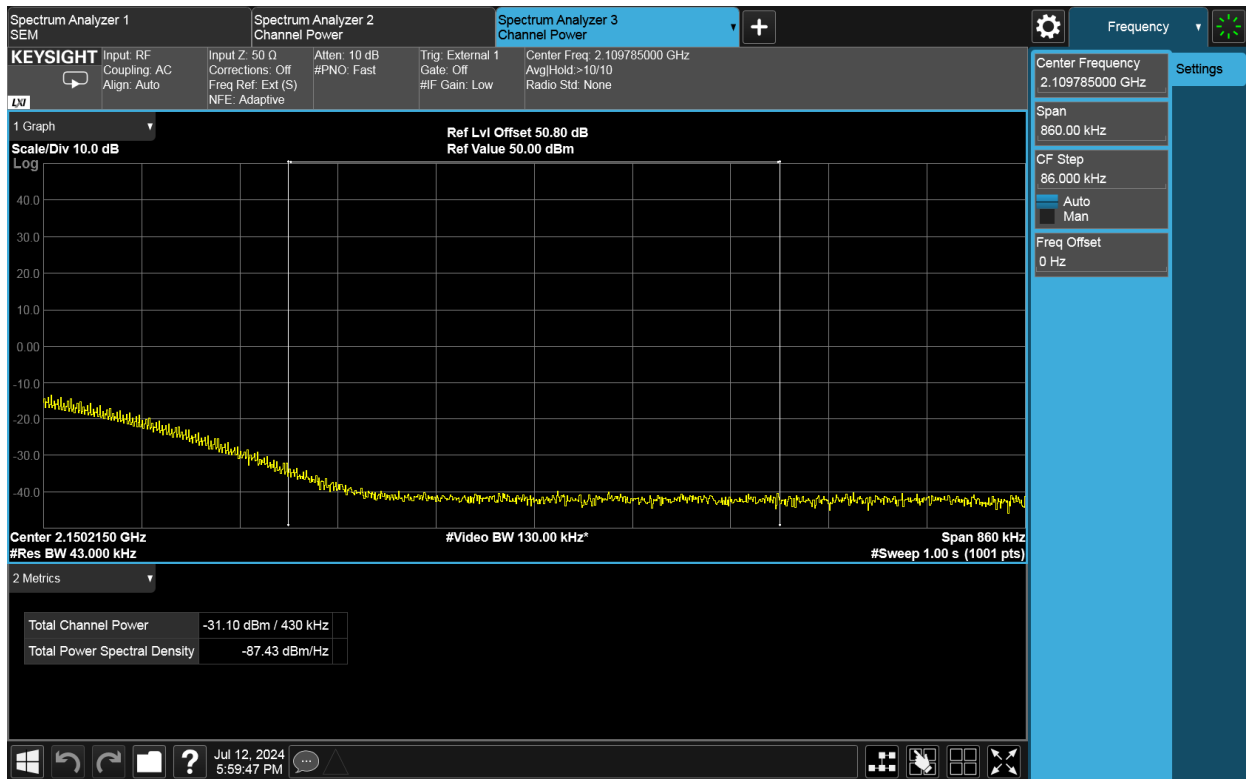 Spectrum Analyzer 1
SEM
Spectrum Analyzer 2
Channel Power
Spectrum Analyzer 3
Channel Power
Frequency
KEYSIGHT
LXI
Input: RF
Coupling: AC
Align: Auto
Input Z: 50 Ω
Corrections: Off
Freq Ref: Ext (S)
NFE: Adaptive
Atten: 10 dB
#PNO: Fast
Trig: External 1
Gate: Off
#IF Gain: Low
Center Freq: 2.109785000 GHz
Avg|Hold:>10/10
Radio Std: None
Center Frequency
2.109785000 GHz
Settings
Span
860.00 kHz
CF Step
86.000 kHz
Auto
Man
Freq Offset
0 Hz
1 Graph
Scale/Div 10.0 dB
Ref Lvl Offset 50.80 dB
Ref Value 50.00 dBm
Log
40.0
30.0
20.0
10.0
0.00
-10.0
-20.0
-30.0
-40.0
Center 2.1502150 GHz
#Res BW 43.000 kHz
#Video BW 130.00 kHz*
Span 860 kHz
#Sweep 1.00 s (1001 pts)
2 Metrics
Total Channel Power -31.10 dBm / 430 kHz
Total Power Spectral Density -87.43 dBm/Hz
Jul 12, 2024
5:59:47 PM